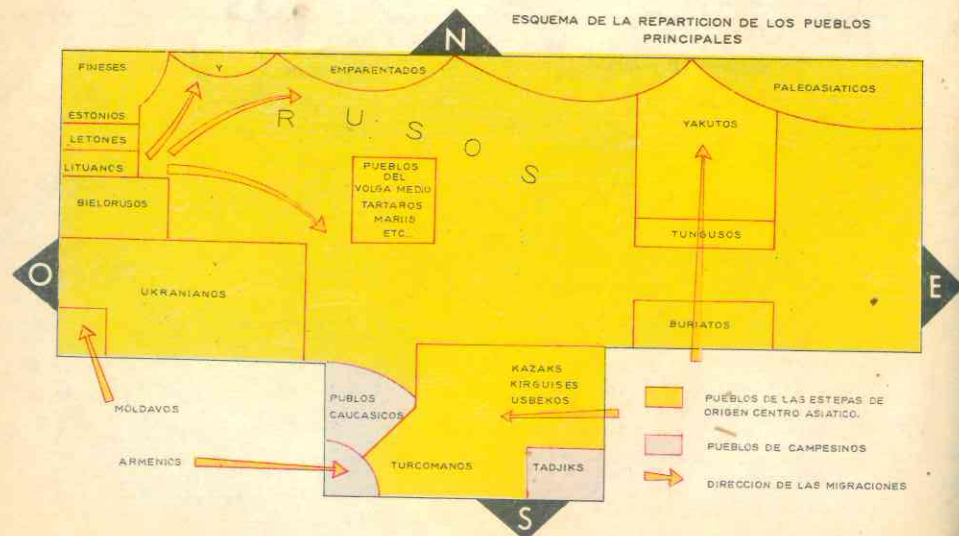 ESQUEMA DE LA REPARTICION DE LOS PUEBLOS
PRINCIPALES
N
FINESES
Y
EMPARENTADOS
PALEOASIATICOS
ESTONIOS
LETONES
LITUANOS
BIELORUSOS
RUSOS
YAKUTOS
PUEBLOS
DEL
VOLGA MEDIO
TARTAROS
MARIIS
ETC...
TUNGUSOS
O
E
UKRANIANOS
BURIATOS
MOLDAVOS
PUBLOS
CAUCASICOS
KAZAKS
KIRGUISES
USBEKOS
ARMENIOS
TURCOMANOS
TADJIKS
S
PUEBLOS DE LAS ESTEPAS DE
ORIGEN CENTRO ASIATICO.
PUEBLOS DE CAMPESINOS
DIRECCION DE LAS MIGRACIONES